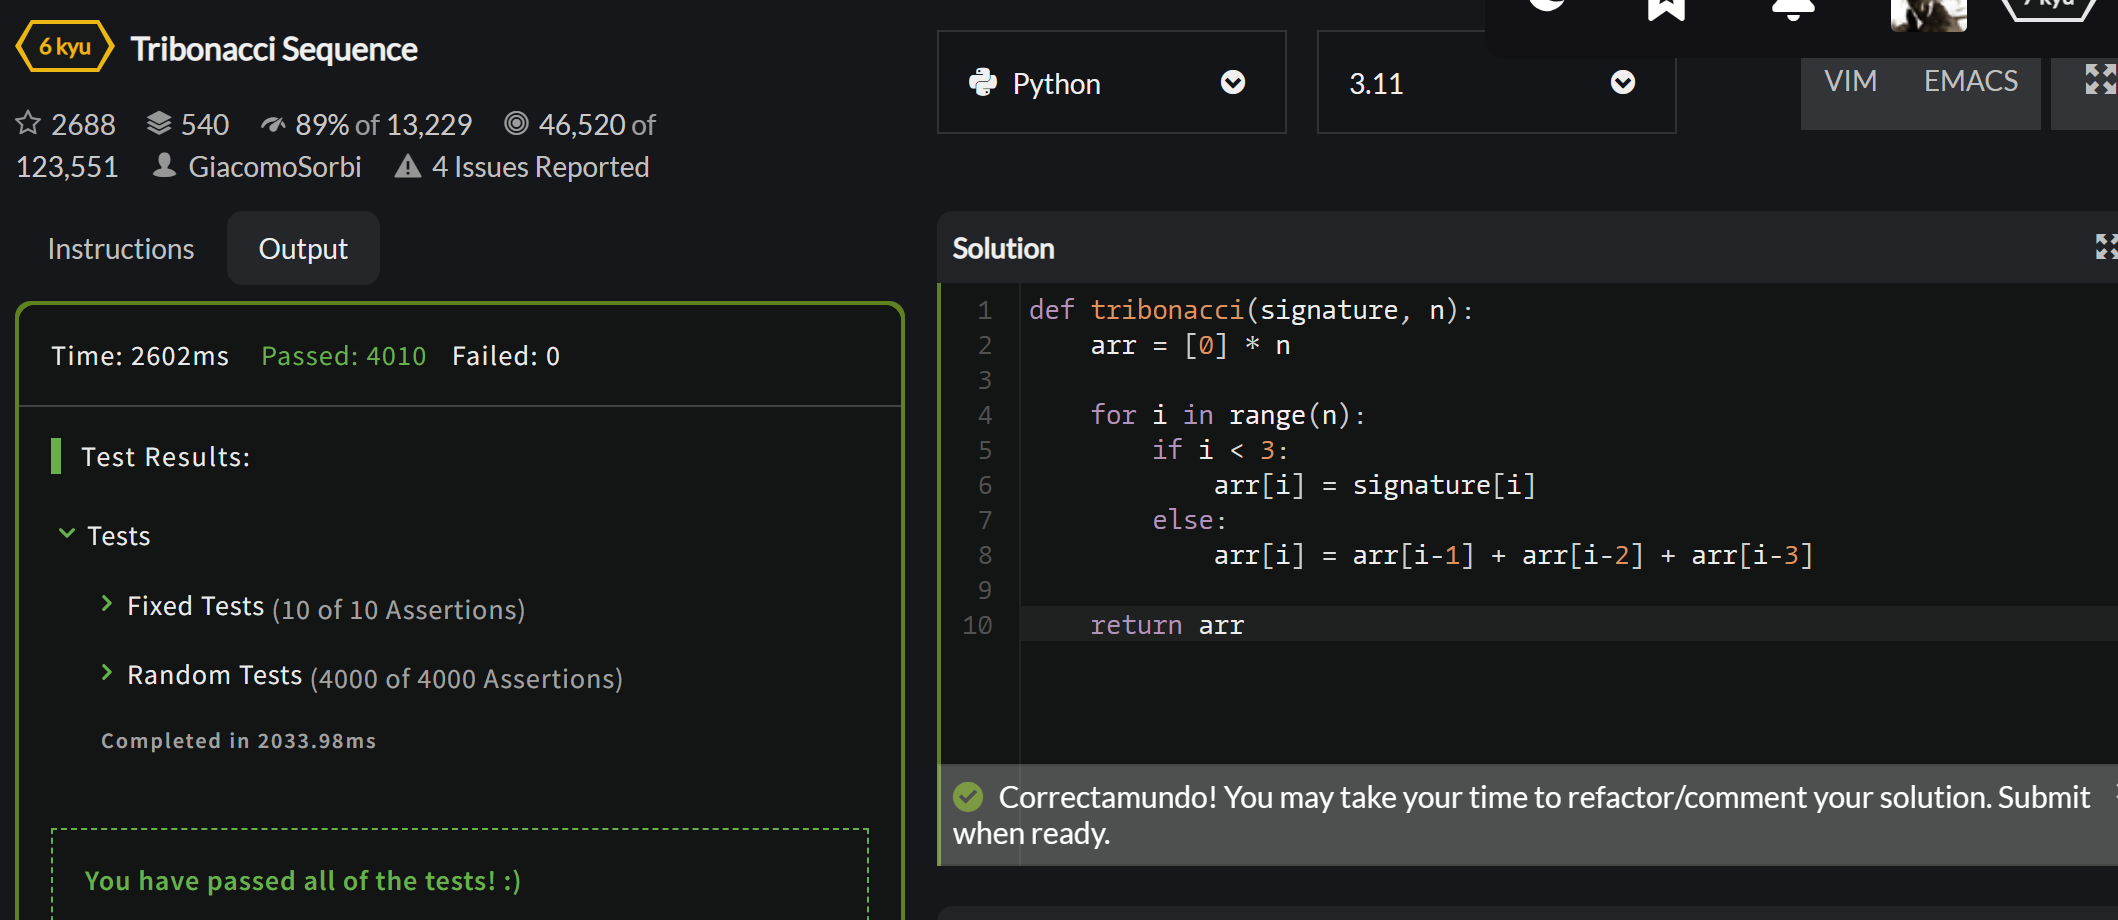 6 kyu Tribonacci Sequence
2688 540 89% of 13,229 46,520 of
123,551 GiacomoSorbi 4 Issues Reported
Instructions Output
Time: 2602ms Passed: 4010 Failed: 0
Test Results:
Tests
Fixed Tests (10 of 10 Assertions)
Random Tests (4000 of 4000 Assertions)
Completed in 2033.98ms
You have passed all of the tests! :)
Python 3.11 VIM EMACS
Solution
1 def tribonacci(signature, n):
2     arr = [0] * n
3
4     for i in range(n):
5         if i < 3:
6             arr[i] = signature[i]
7         else:
8             arr[i] = arr[i-1] + arr[i-2] + arr[i-3]
9
10     return arr
Correctamundo! You may take your time to refactor/comment your solution. Submit
when ready.